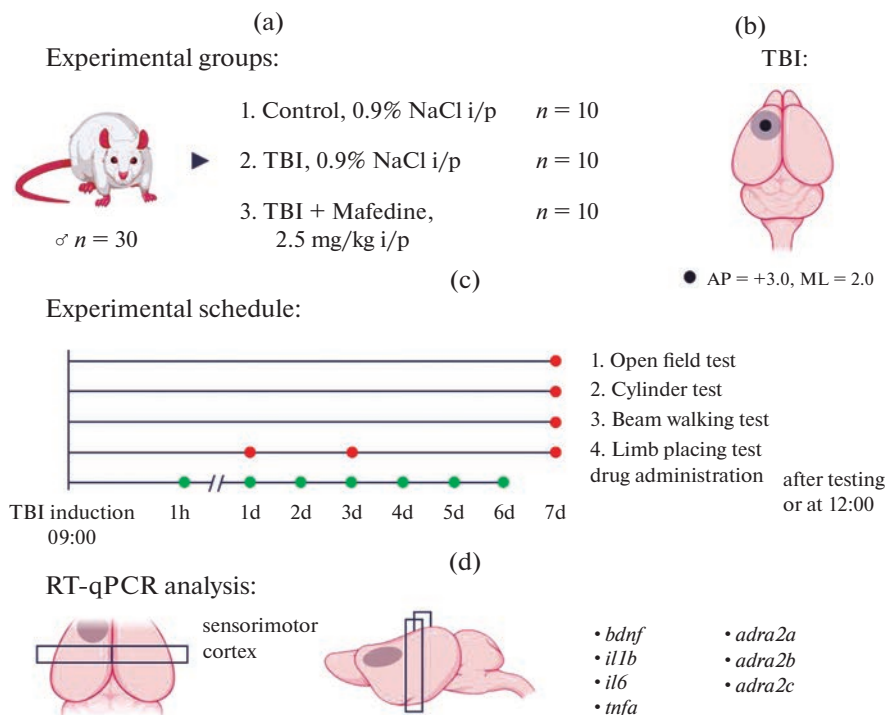 (a)
Experimental groups:
1. Control, 0.9% NaCl i/p n = 10
2. TBI, 0.9% NaCl i/p n = 10
3. TBI + Mafedine, n = 10
2.5 mg/kg i/p
♂ n = 30
(b)
TBI:
AP = +3.0, ML = 2.0
(c)
Experimental schedule:
1. Open field test
2. Cylinder test
3. Beam walking test
4. Limb placing test
drug administration
after testing
or at 12:00
TBI induction
09:00
1h 1d 2d 3d 4d 5d 6d 7d
(d)
RT-qPCR analysis:
sensorimotor
cortex
• bdnf
• il1b
• il6
• tnfa
• adra2a
• adra2b
• adra2c